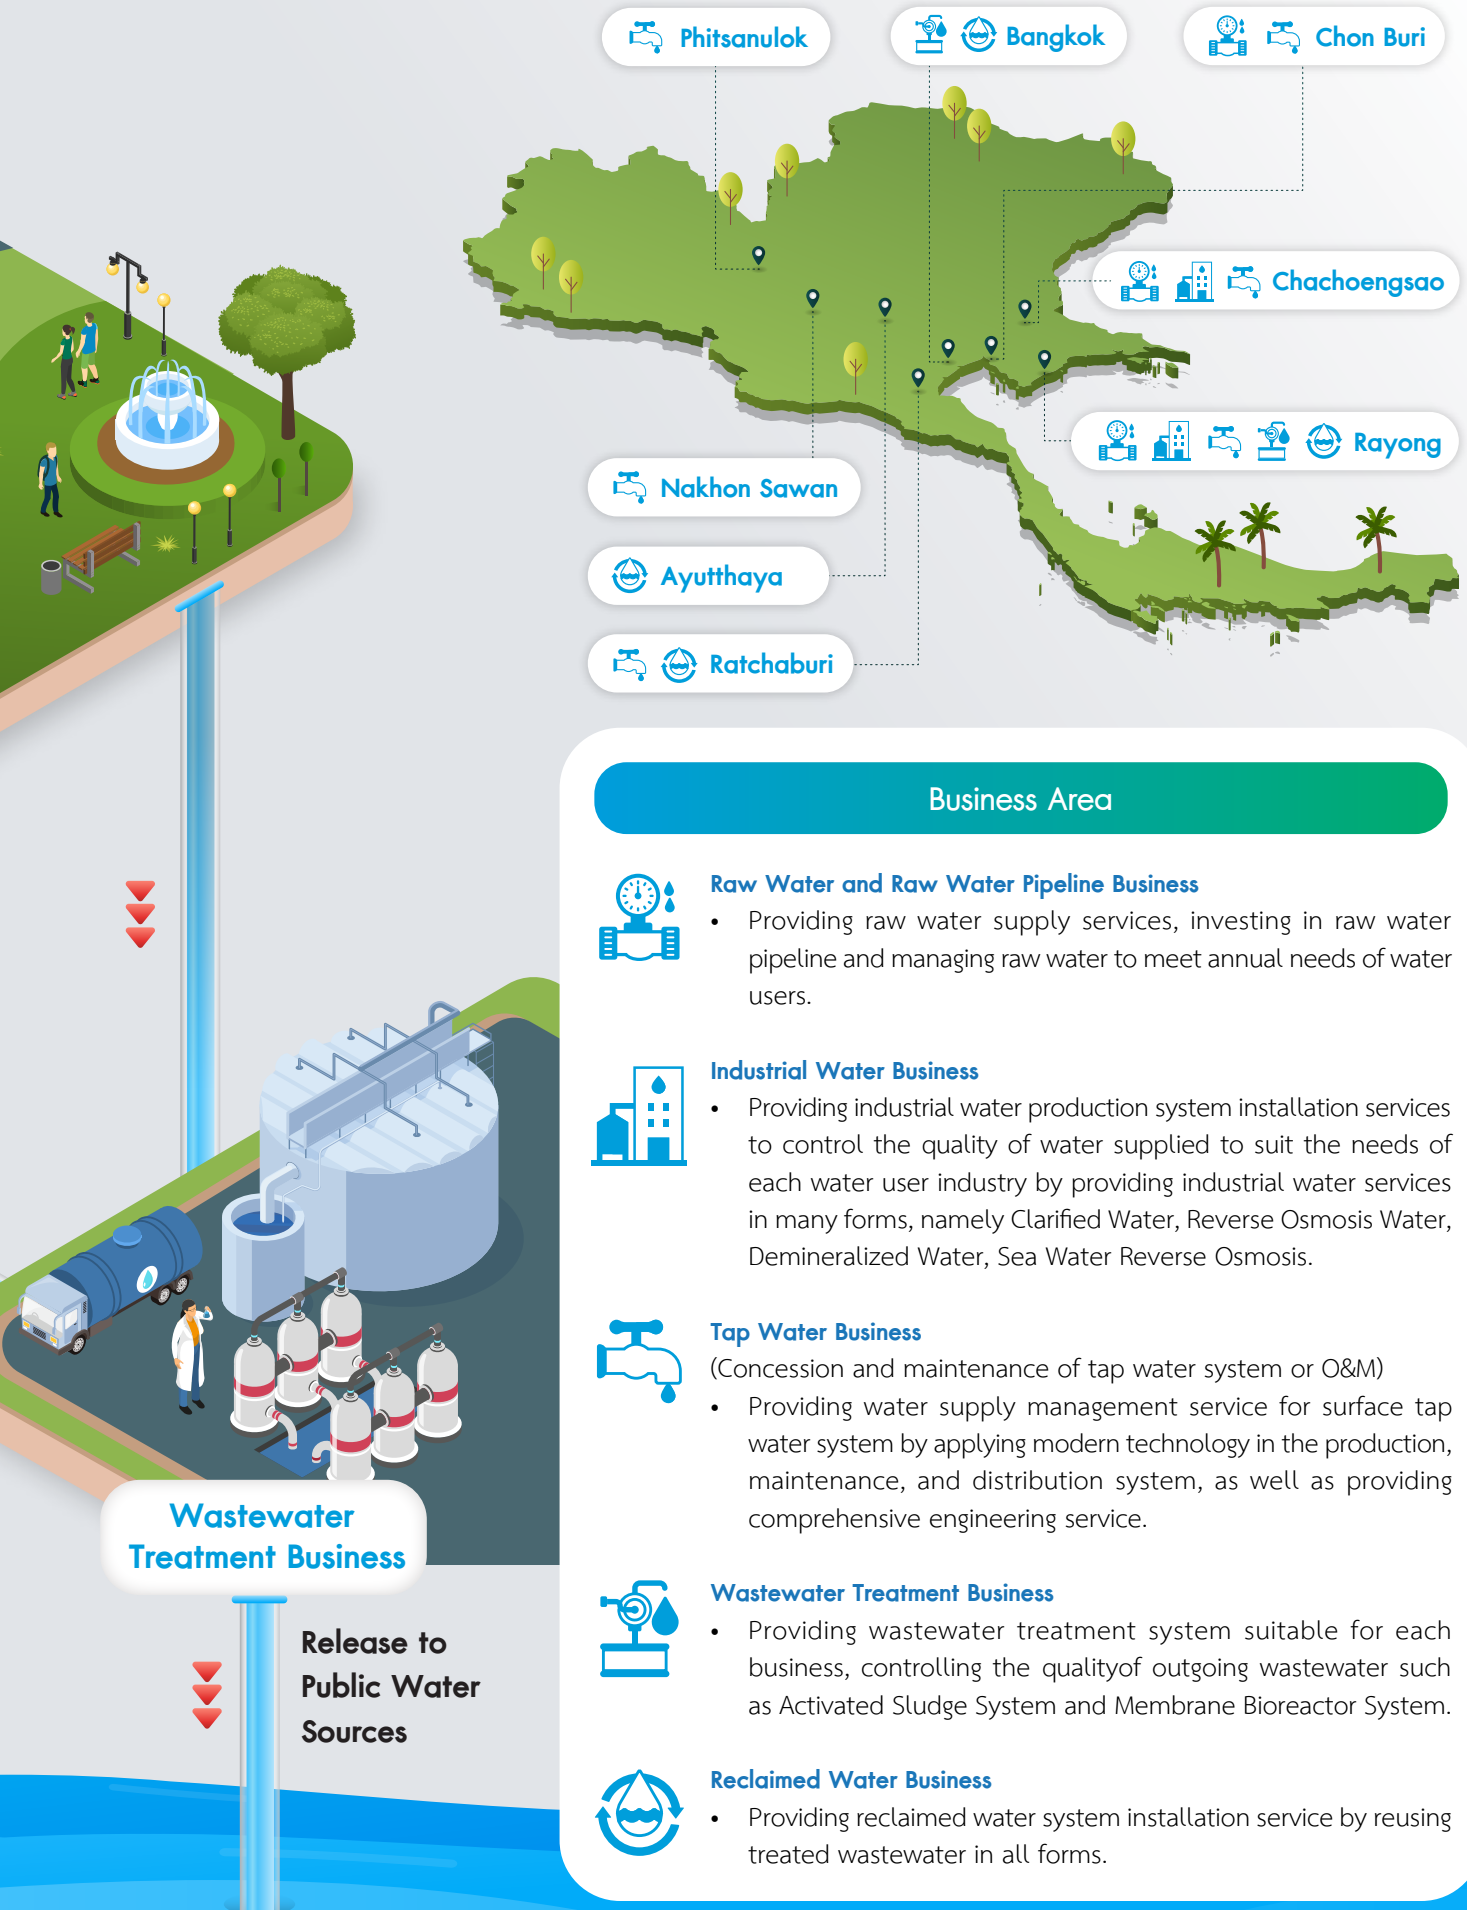 Phitsanulok
Bangkok
Chon Buri
Chachoengsao
Rayong
Nakhon Sawan
Ayutthaya
Ratchaburi
Business Area
Raw Water and Raw Water Pipeline Business
• Providing raw water supply services, investing in raw water
pipeline and managing raw water to meet annual needs of water
users.
Industrial Water Business
• Providing industrial water production system installation services
to control the quality of water supplied to suit the needs of
each water user industry by providing industrial water services
in many forms, namely Clarified Water, Reverse Osmosis Water,
Demineralized Water, Sea Water Reverse Osmosis.
Tap Water Business
(Concession and maintenance of tap water system or O&M)
• Providing water supply management service for surface tap
water system by applying modern technology in the production,
maintenance, and distribution system, as well as providing
comprehensive engineering service.
Wastewater Treatment Business
• Providing wastewater treatment system suitable for each
business, controlling the qualityof outgoing wastewater such
as Activated Sludge System and Membrane Bioreactor System.
Reclaimed Water Business
• Providing reclaimed water system installation service by reusing
treated wastewater in all forms.
Wastewater
Treatment Business
Release to
Public Water
Sources